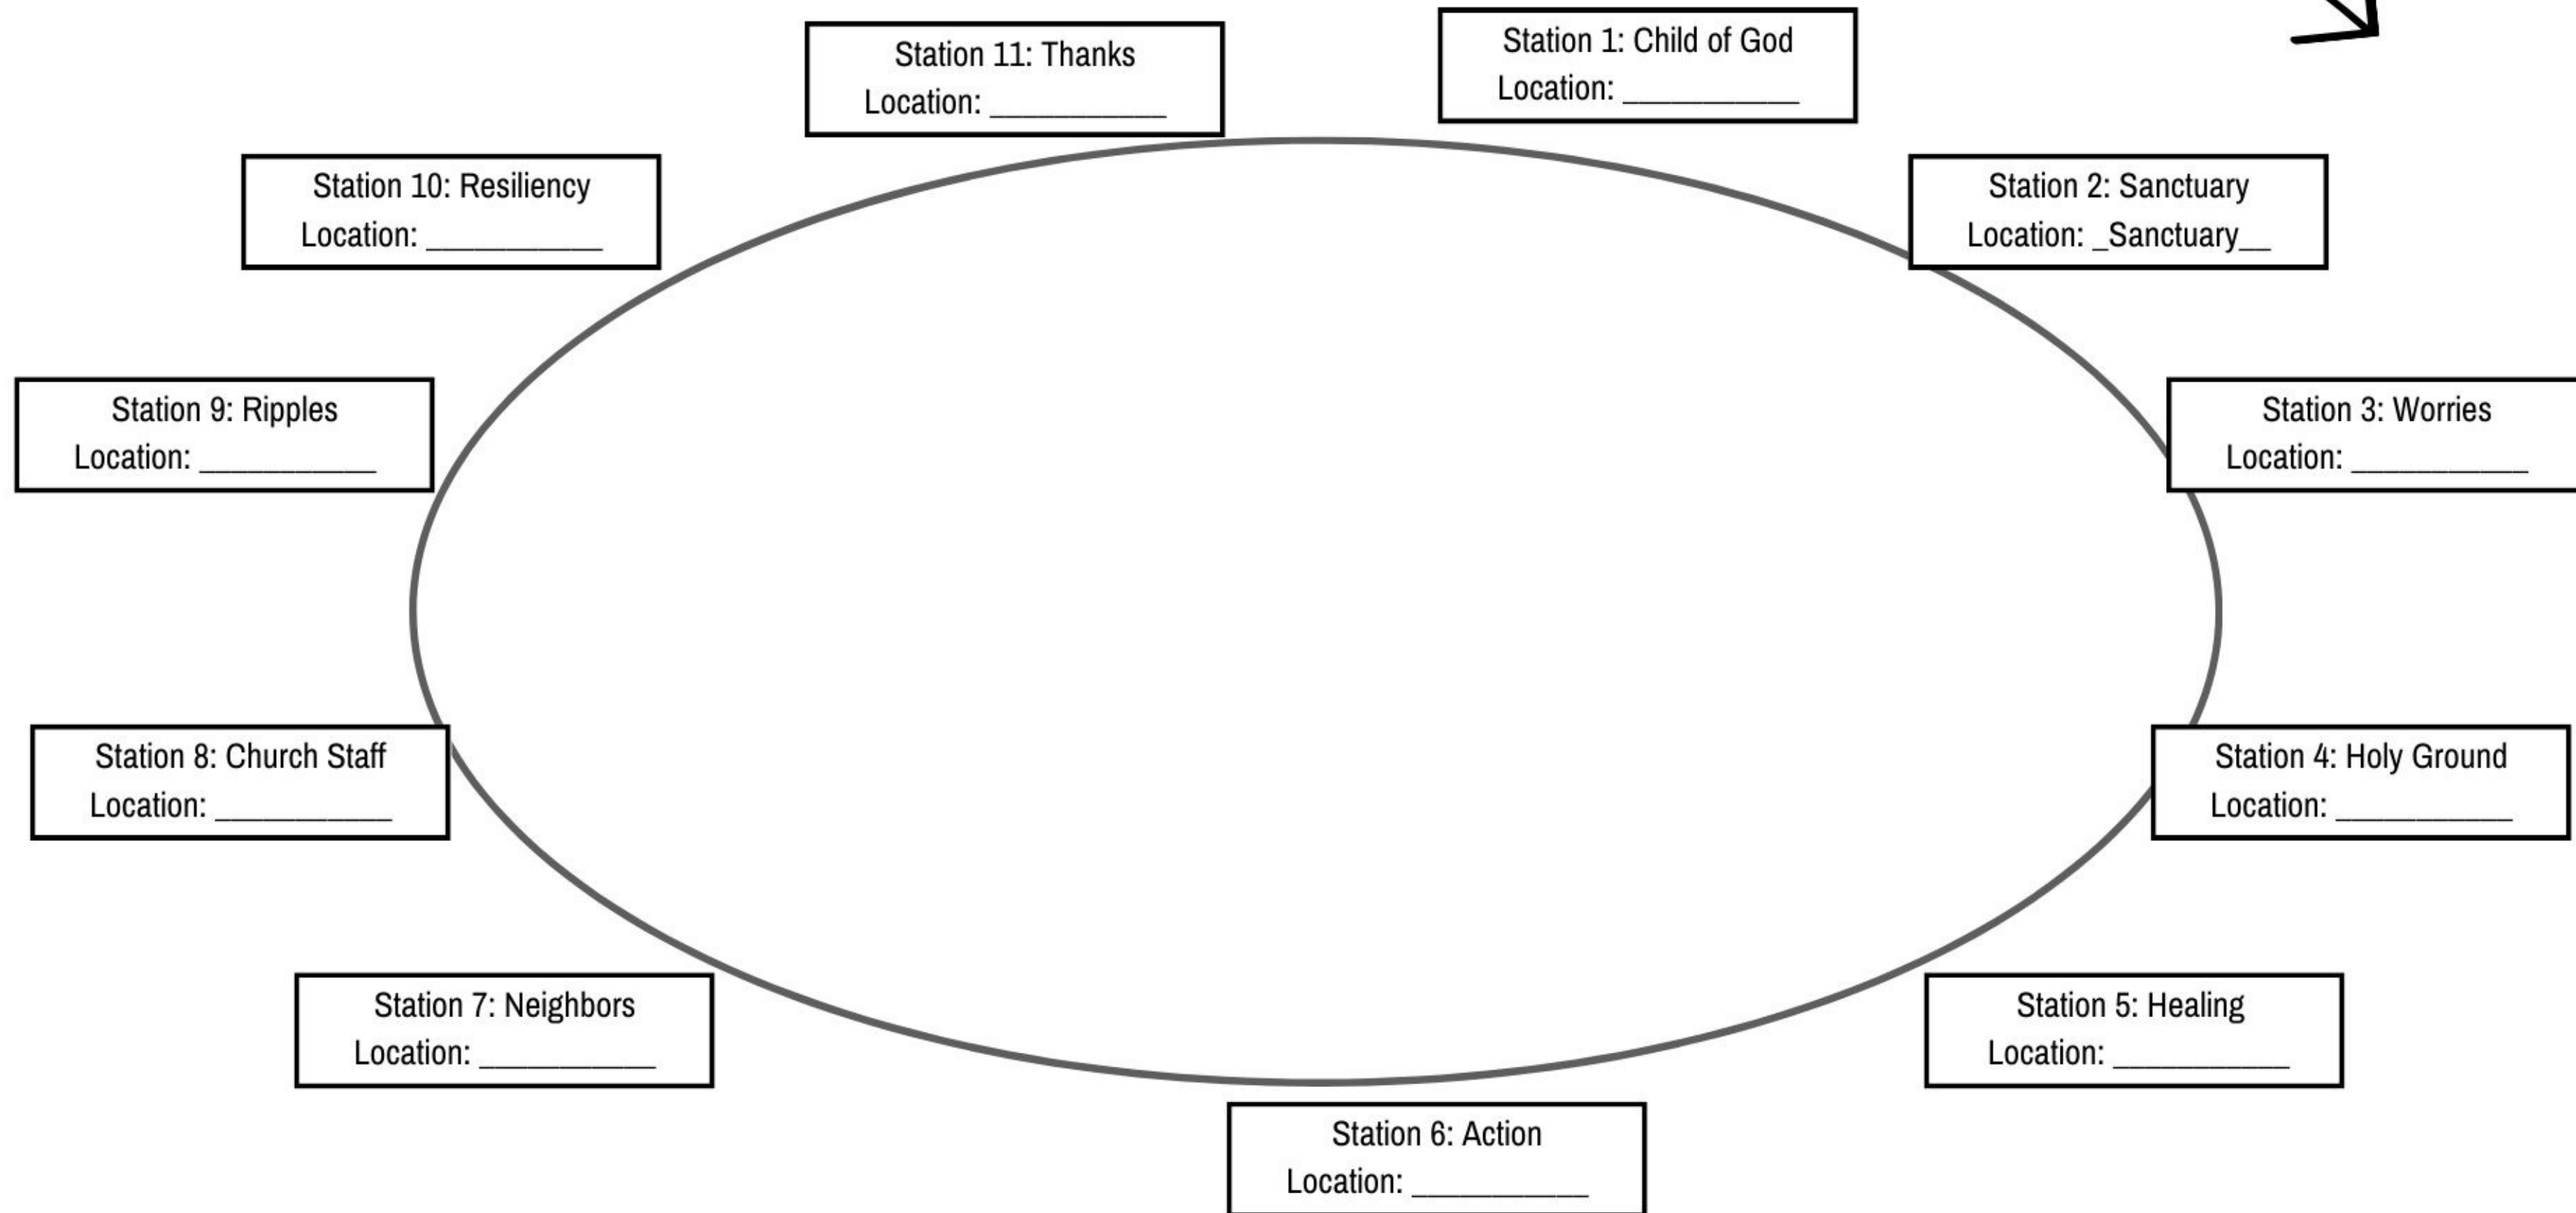 Station 11: Thanks
Location: ___________
Station 1: Child of God
Location: ___________
Station 10: Resiliency
Location: ___________
Station 2: Sanctuary
Location: _Sanctuary__
Station 9: Ripples
Location: ___________
Station 3: Worries
Location: ___________
Station 8: Church Staff
Location: ___________
Station 4: Holy Ground
Location: ___________
Station 7: Neighbors
Location: ___________
Station 5: Healing
Location: ___________
Station 6: Action
Location: ___________